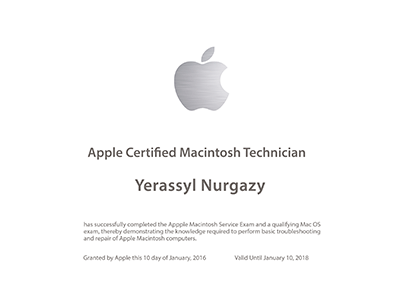 Apple Certified Macintosh Technician
Yerassyl Nurgazy
has successfully completed the Appple Macintosh Service Exam and a qualifying Mac OS
exam, thereby demonstrating the knowledge required to perform basic troubleshooting
and repair of Apple Macintosh computers.
Granted by Apple this 10 day of January, 2016 Valid Until January 10, 2018